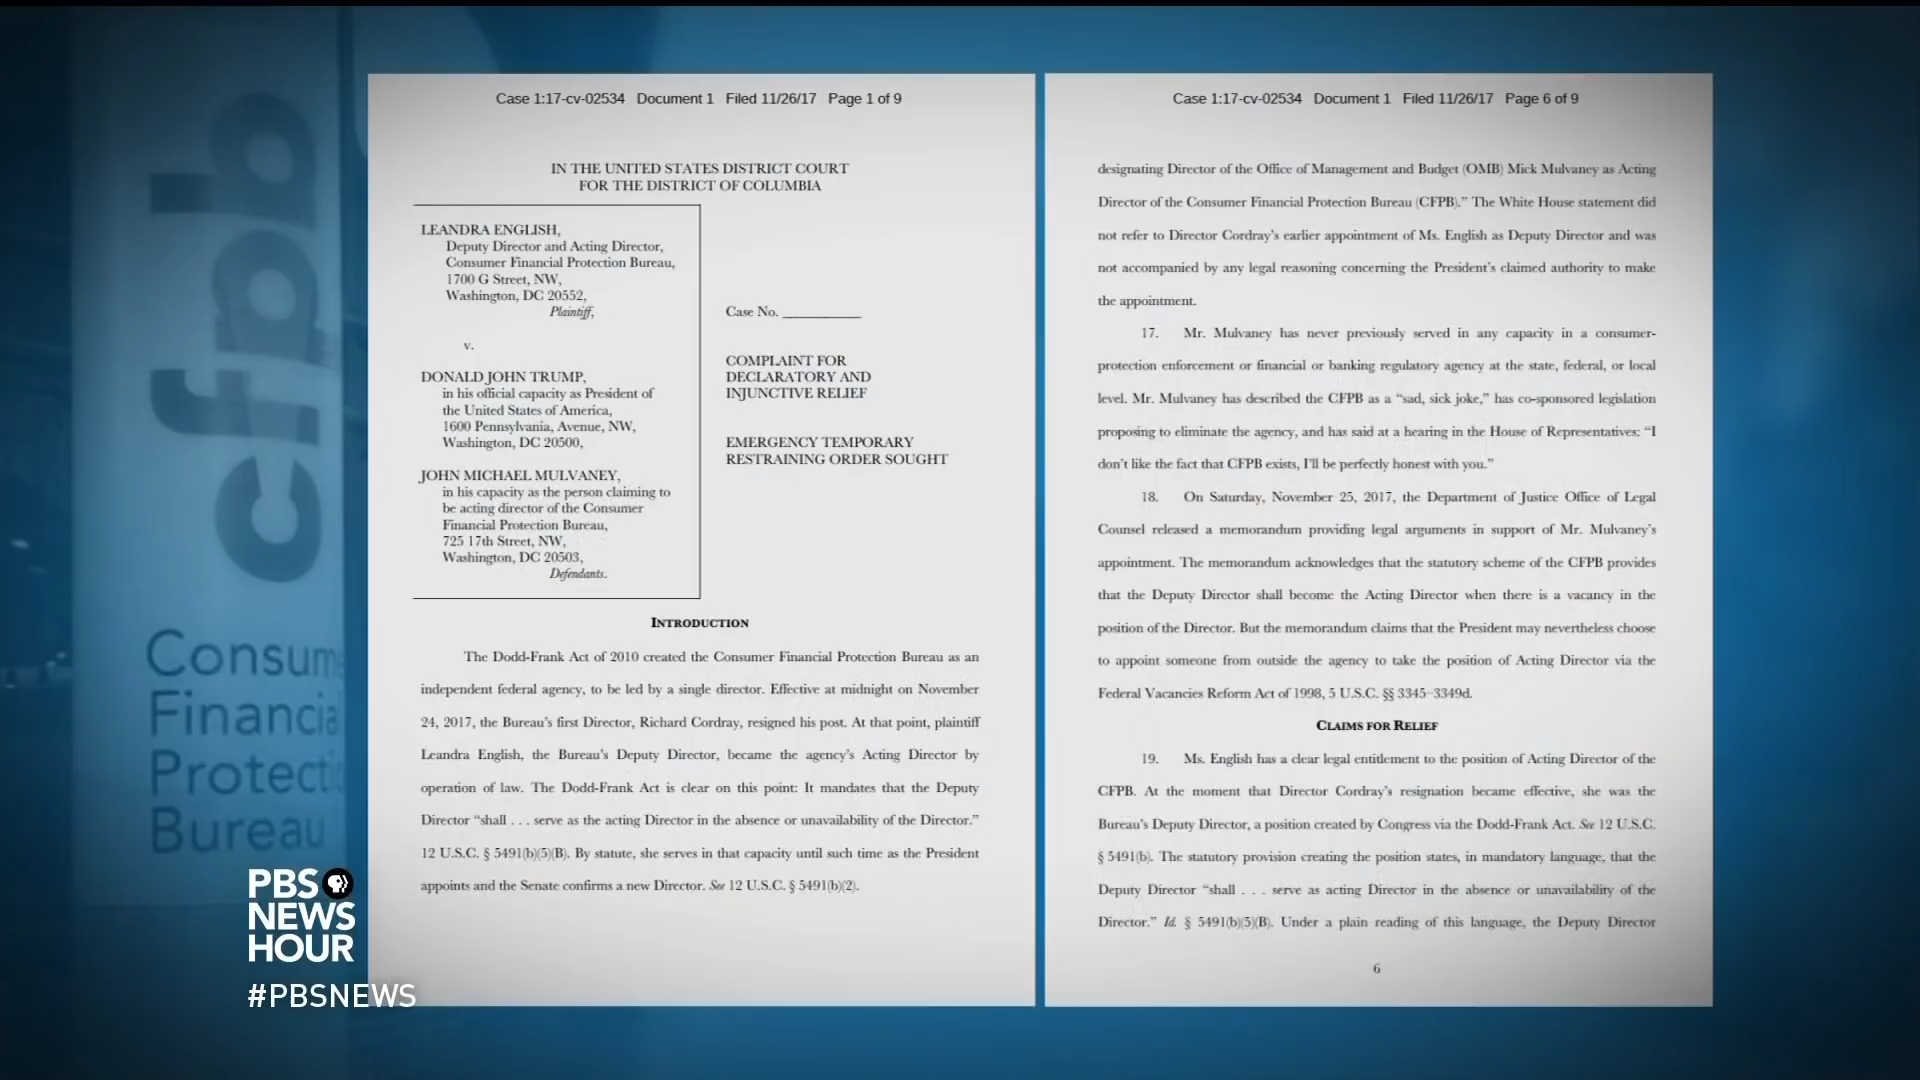 Case 1:17-cv-02534 Document 1 Filed 11/26/17 Page 1 of 9
IN THE UNITED STATES DISTRICT COURT
FOR THE DISTRICT OF COLUMBIA
LEANDRA ENGLISH,
Deputy Director and Acting Director,
Consumer Financial Protection Bureau,
1700 G Street, NW,
Washington, DC 20552,
Plaintiff,
v.
DONALD JOHN TRUMP,
in his official capacity as President of
the United States of America,
1600 Pennsylvania, Avenue, NW,
Washington, DC 20500,
JOHN MICHAEL MULVANEY,
in his capacity as the person claiming to
be acting director of the Consumer
Financial Protection Bureau,
725 17th Street, NW,
Washington, DC 20503,
Defendants.
Case No. ___________
COMPLAINT FOR
DECLARATORY AND
INJUNCTIVE RELIEF
EMERGENCY TEMPORARY
RESTRAINING ORDER SOUGHT
INTRODUCTION
The Dodd-Frank Act of 2010 created the Consumer Financial Protection Bureau as an
independent federal agency, to be led by a single director. Effective at midnight on November
24, 2017, the Bureau's first Director, Richard Cordray, resigned his post. At that point, plaintiff
Leandra English, the Bureau's Deputy Director, became the agency's Acting Director by
operation of law. The Dodd-Frank Act is clear on this point: It mandates that the Deputy
Director “shall . . . serve as the acting Director in the absence or unavailability of the Director.”
12 U.S.C. § 5491(b)(5)(B). By statute, she serves in that capacity until such time as the President
appoints and the Senate confirms a new Director. See 12 U.S.C. § 5491(b)(2).
Case 1:17-cv-02534 Document 1 Filed 11/26/17 Page 6 of 9
designating Director of the Office of Management and Budget (OMB) Mick Mulvaney as Acting
Director of the Consumer Financial Protection Bureau (CFPB).” The White House statement did
not refer to Director Cordray's earlier appointment of Ms. English as Deputy Director and was
not accompanied by any legal reasoning concerning the President's claimed authority to make
the appointment.
17. Mr. Mulvaney has never previously served in any capacity in a consumer-
protection enforcement or financial or banking regulatory agency at the state, federal, or local
level. Mr. Mulvaney has described the CFPB as a “sad, sick joke,” has co-sponsored legislation
proposing to eliminate the agency, and has said at a hearing in the House of Representatives: “I
don't like the fact that CFPB exists, I'll be perfectly honest with you.”
18. On Saturday, November 25, 2017, the Department of Justice Office of Legal
Counsel released a memorandum providing legal arguments in support of Mr. Mulvaney's
appointment. The memorandum acknowledges that the statutory scheme of the CFPB provides
that the Deputy Director shall become the Acting Director when there is a vacancy in the
position of the Director. But the memorandum claims that the President may nevertheless choose
to appoint someone from outside the agency to take the position of Acting Director via the
Federal Vacancies Reform Act of 1998, 5 U.S.C. §§ 3345–3349d.
CLAIMS FOR RELIEF
19. Ms. English has a clear legal entitlement to the position of Acting Director of the
CFPB. At the moment that Director Cordray's resignation became effective, she was the
Bureau's Deputy Director, a position created by Congress via the Dodd-Frank Act. See 12 U.S.C.
§ 5491(b). The statutory provision creating the position states, in mandatory language, that the
Deputy Director “shall . . . serve as acting Director in the absence or unavailability of the
Director.” Id. § 5491(b)(5)(B). Under a plain reading of this language, the Deputy Director
6
cfpb
Consum
Financia
Protecti
Bureau
PBS
NEWS
HOUR
#PBSNEWS